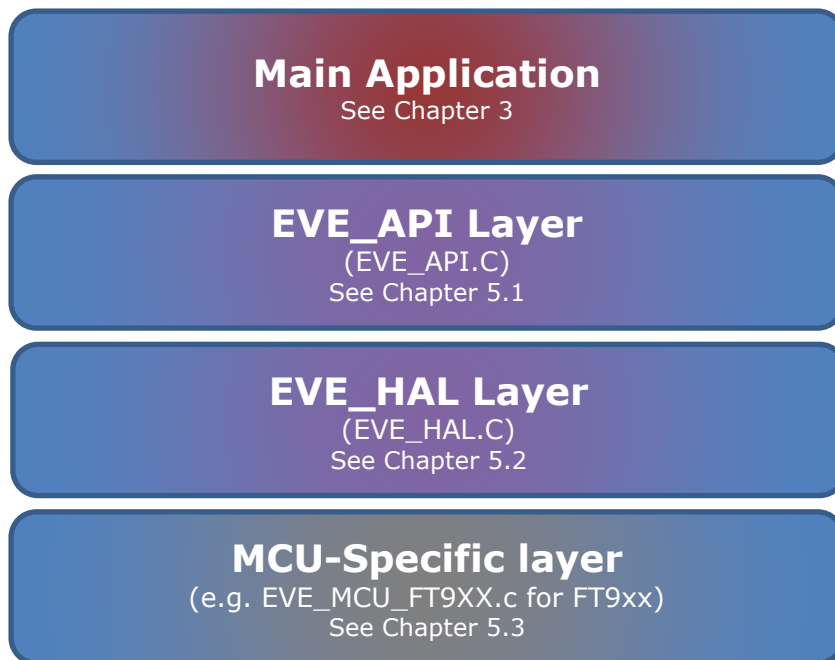 Main Application
See Chapter 3
EVE_API Layer
(EVE_API.C)
See Chapter 5.1
EVE_HAL Layer
(EVE_HAL.C)
See Chapter 5.2
MCU-Specific layer
(e.g. EVE_MCU_FT9XX.c for FT9xx)
See Chapter 5.3